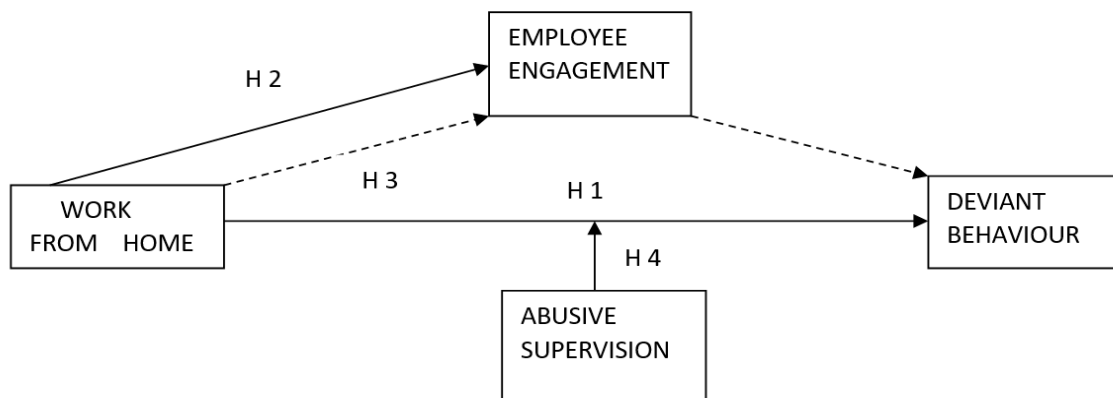 EMPLOYEE
ENGAGEMENT
H 2
H 3
WORK
FROM HOME
H 1
DEVIANT
BEHAVIOUR
H 4
ABUSIVE
SUPERVISION